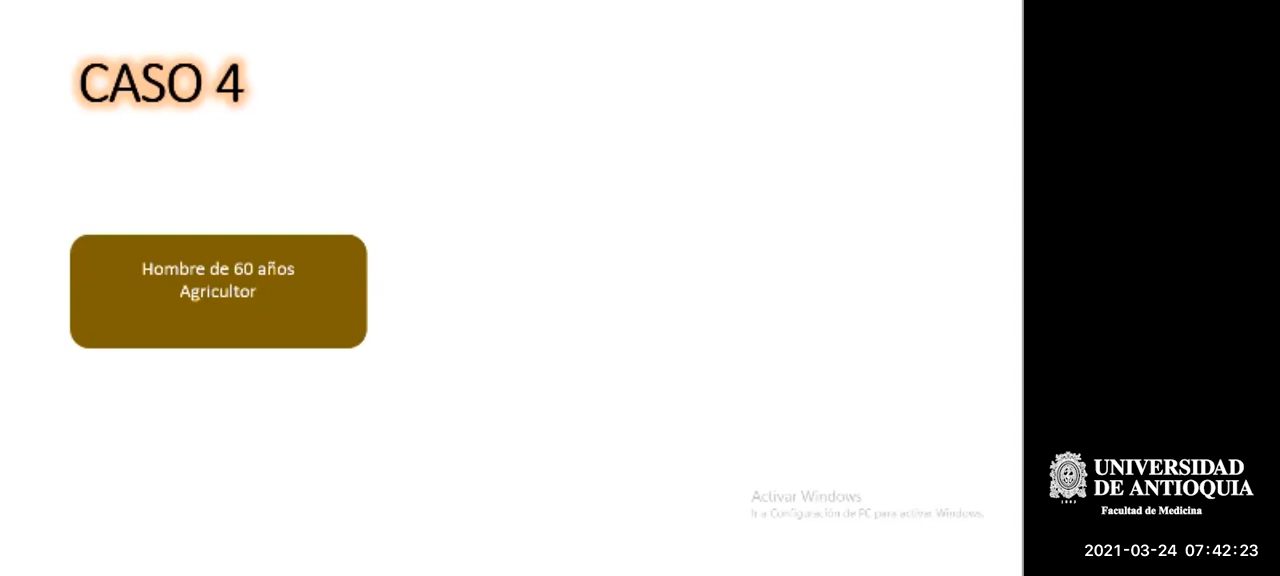 CASO 4
Hombre de 60 años
Agricultor
Activar Windows
Ir a Configuración de PC para activar Windows.
UNIVERSIDAD
DE ANTIOQUIA
1803
Facultad de Medicina
2021-03-24 07:42:23